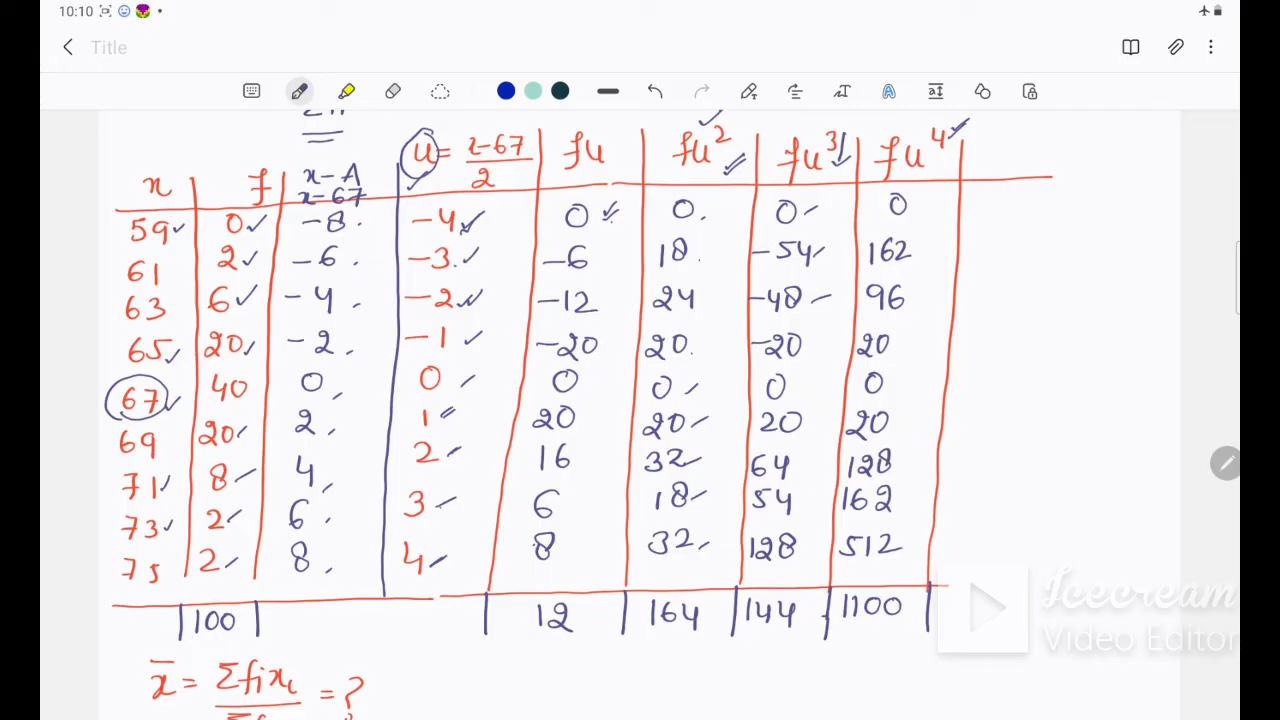 10:10
Title
u = x-67 / 2 | fu | fu² | fu³ | fu⁴
x | f | x-A
x-67
59 | 0 | -8 | -4 | 0 | 0 | 0 | 0
61 | 2 | -6 | -3 | -6 | 18 | -54 | 162
63 | 6 | -4 | -2 | -12 | 24 | -48 | 96
65 | 20 | -2 | -1 | -20 | 20 | -20 | 20
67 | 40 | 0 | 0 | 0 | 0 | 0 | 0
69 | 20 | 2 | 1 | 20 | 20 | 20 | 20
71 | 8 | 4 | 2 | 16 | 32 | 64 | 128
73 | 2 | 6 | 3 | 6 | 18 | 54 | 162
75 | 2 | 8 | 4 | 8 | 32 | 128 | 512
100 | 12 | 164 | 144 | 1100
Icecream
Video Editor
x̄ = Σfixi = ?